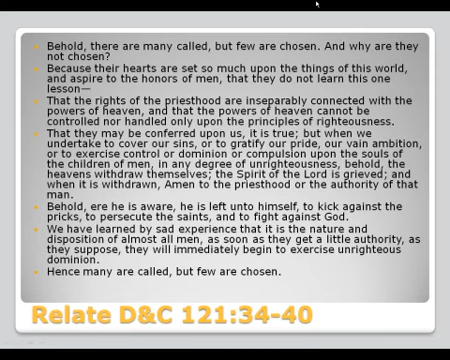 Behold, there are many called, but few are chosen. And why are they
not chosen?
Because their hearts are set so much upon the things of this world,
and aspire to the honors of men, that they do not learn this one
lesson—
That the rights of the priesthood are inseparably connected with the
powers of heaven, and that the powers of heaven cannot be
controlled nor handled only upon the principles of righteousness.
That they may be conferred upon us, it is true; but when we
undertake to cover our sins, or to gratify our pride, our vain ambition,
or to exercise control or dominion or compulsion upon the souls of
the children of men, in any degree of unrighteousness, behold, the
heavens withdraw themselves; the Spirit of the Lord is grieved; and
when it is withdrawn, Amen to the priesthood or the authority of that
man.
Behold, ere he is aware, he is left unto himself, to kick against the
pricks, to persecute the saints, and to fight against God.
We have learned by sad experience that it is the nature and
disposition of almost all men, as soon as they get a little authority, as
they suppose, they will immediately begin to exercise unrighteous
dominion.
Hence many are called, but few are chosen.
Relate D&C 121:34-40